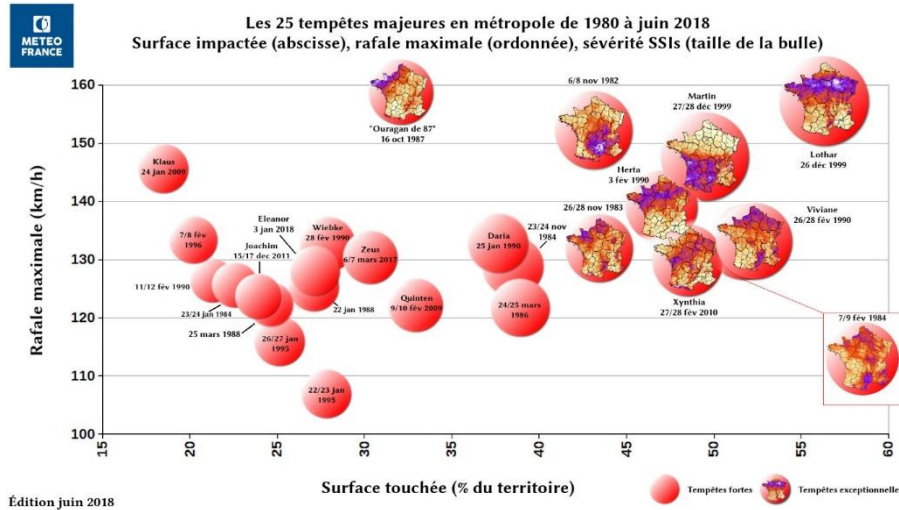 METEO
FRANCE
Les 25 tempêtes majeures en métropole de 1980 à juin 2018
Surface impactée (abscisse), rafale maximale (ordonnée), sévérité SSIs (taille de la bulle)
Rafale maximale (km/h)
160
150
140
130
120
110
100
"Ouragan de 87"
16 oct 1987
6/8 nov 1982
Martin
27/28 déc 1999
Lothar
26 déc 1999
Klaus
24 jan 2009
Herta
3 fév 1990
26/28 nov 1983
Viviane
26/28 fév 1990
Eleanor
3 jan 2018
Wiebke
28 fév 1990
7/8 fév
1996
Joachim
15/17 dec 2011
Zeus
6/7 mars 2017
Daria
25 jan 1990
23/24 nov
1984
11/12 fév 1990
23/24 jan 1984
25 mars 1988
22 jan 1988
Quinten
9/10 fév 2009
24/25 mars
1986
Xynthia
27/28 fév 2010
26/27 jan
1995
7/9 fév 1984
22/23 jan
1995
15
20
25
30
35
40
45
50
55
60
Surface touchée (% du territoire)
Tempêtes fortes
Tempêtes exceptionnelle
Édition juin 2018